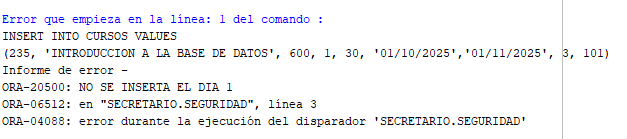 Error que empieza en la línea: 1 del comando :
INSERT INTO CURSOS VALUES
(235, 'INTRODUCCION A LA BASE DE DATOS', 600, 1, 30, '01/10/2025','01/11/2025', 3, 101)
Informe de error -
ORA-20500: NO SE INSERTA EL DIA 1
ORA-06512: en "SECRETARIO.SEGURIDAD", línea 3
ORA-04088: error durante la ejecución del disparador 'SECRETARIO.SEGURIDAD'